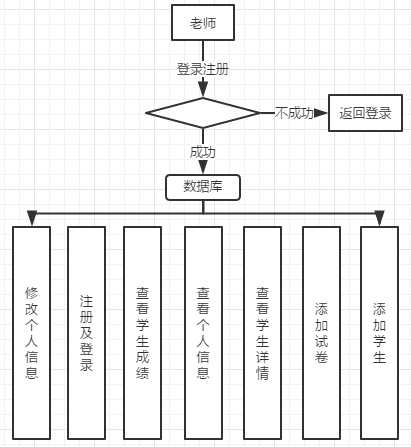 老师
登录注册
不成功
返回登录
成功
数据库
修改个人信息
注册及登录
查看学生成绩
查看个人信息
查看学生详情
添加试卷
添加学生